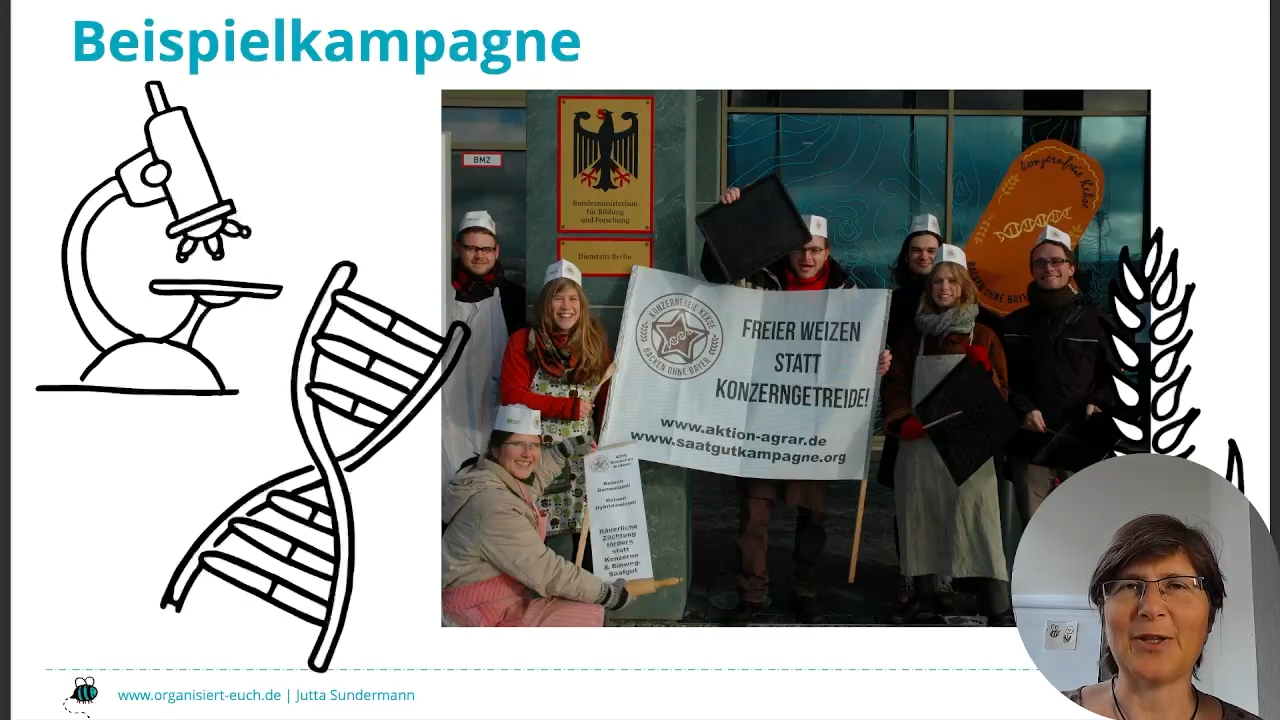 Beispielkampagne
BMZ
Bundesministerium
für Bildung
und Forschung
Dienstsitz Berlin
konzernfreie Kekse
BACKEN OHNE BAYE
KONZERNFREIE KEKSE
BACKEN OHNE BAYER
FREIER WEIZEN
STATT
KONZERNGETREIDE!
www.aktion-agrar.de
www.saatgutkampagne.org
Keinen
Genweizen!
Keinen
Hybridweizen!
Bäuerliche
Züchtung
fördern
statt
Konzerne
& Einweg-
Saatgut
www.organisiert-euch.de | Jutta Sundermann